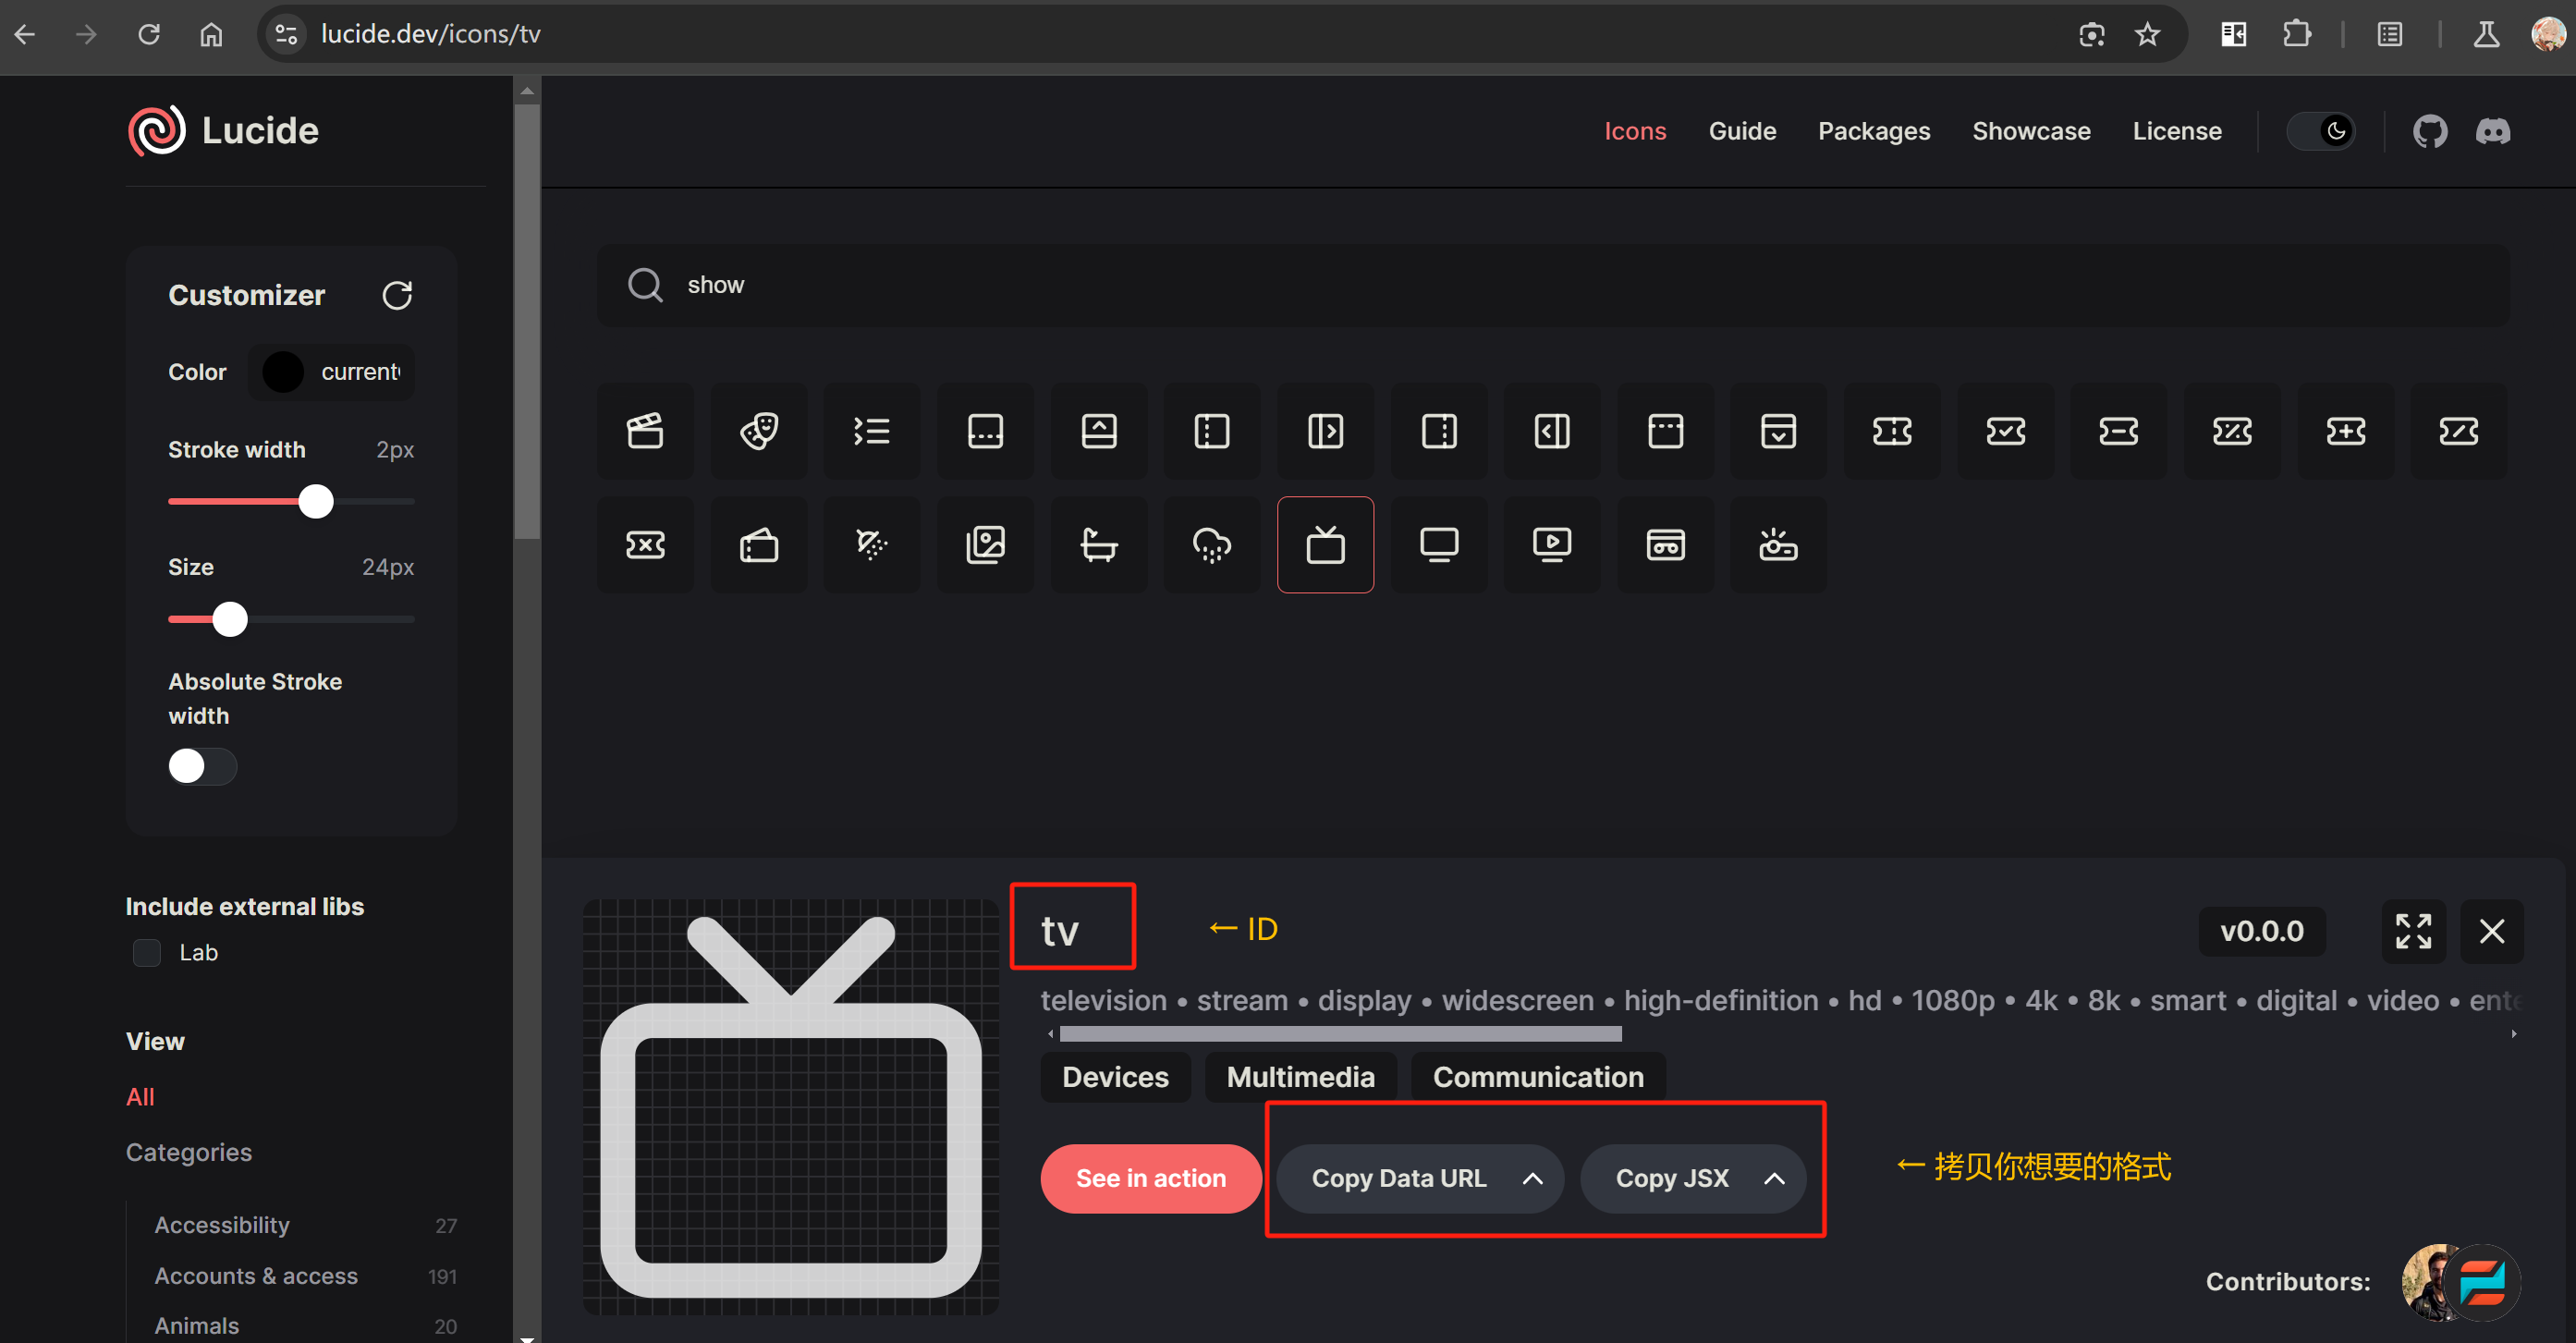 lucide.dev/icons/tv
Lucide
Icons Guide Packages Showcase License
Customizer
Color current
Stroke width 2px
Size 24px
Absolute Stroke
width
Include external libs
Lab
View
All
Categories
Accessibility 27
Accounts & access 191
Animals 20
show
tv ← ID v0.0.0
television • stream • display • widescreen • high-definition • hd • 1080p • 4k • 8k • smart • digital • video • ente
Devices Multimedia Communication
See in action Copy Data URL Copy JSX ← 拷贝你想要的格式
Contributors: